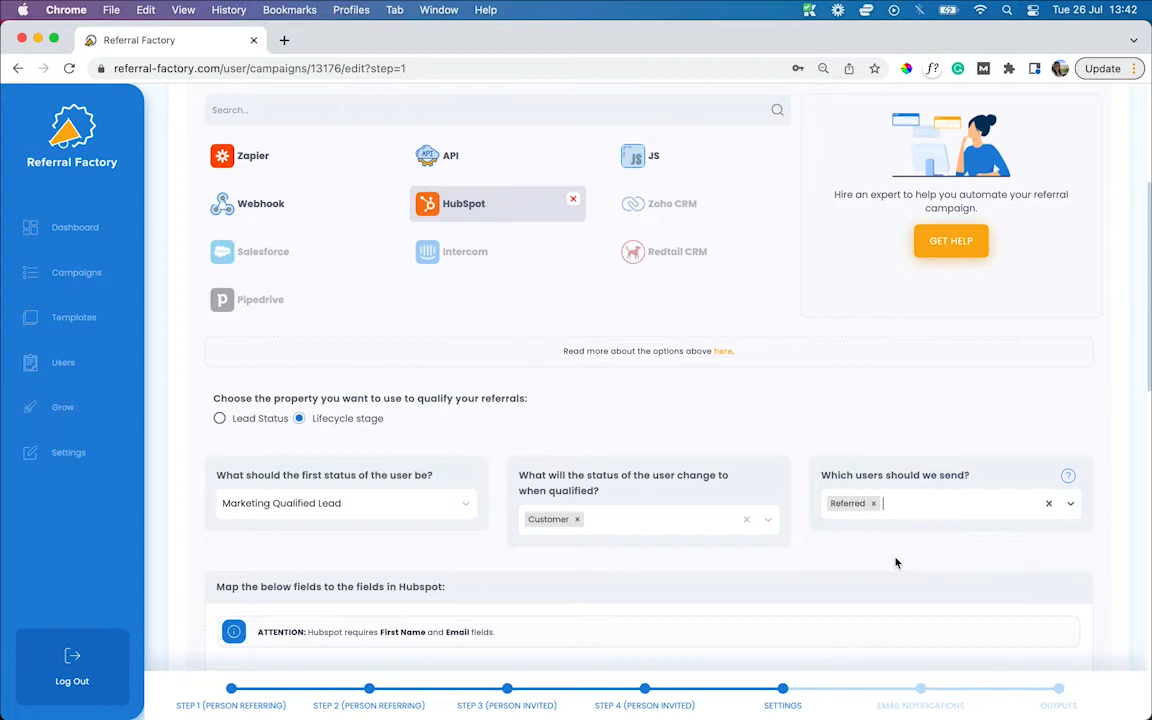 Chrome File Edit View History Bookmarks Profiles Tab Window Help Tue 26 Jul 13:42
Referral Factory
referral-factory.com/user/campaigns/13176/edit?step=1 Update
Referral Factory
Dashboard
Campaigns
Templates
Users
Grow
Settings
Log Out
Search...
Zapier API JS
Webhook HubSpot Zoho CRM
Salesforce Intercom Redtail CRM
Pipedrive
Hire an expert to help you automate your referral
campaign.
GET HELP
Read more about the options above here.
Choose the property you want to use to qualify your referrals:
Lead Status Lifecycle stage
What should the first status of the user be?
Marketing Qualified Lead
What will the status of the user change to
when qualified?
Customer ×
Which users should we send? ?
Referred ×
Map the below fields to the fields in Hubspot:
ATTENTION: Hubspot requires First Name and Email fields.
STEP 1 (PERSON REFERRING) STEP 2 (PERSON REFERRING) STEP 3 (PERSON INVITED) STEP 4 (PERSON INVITED) SETTINGS EMAIL NOTIFICATIONS OUTPUTS